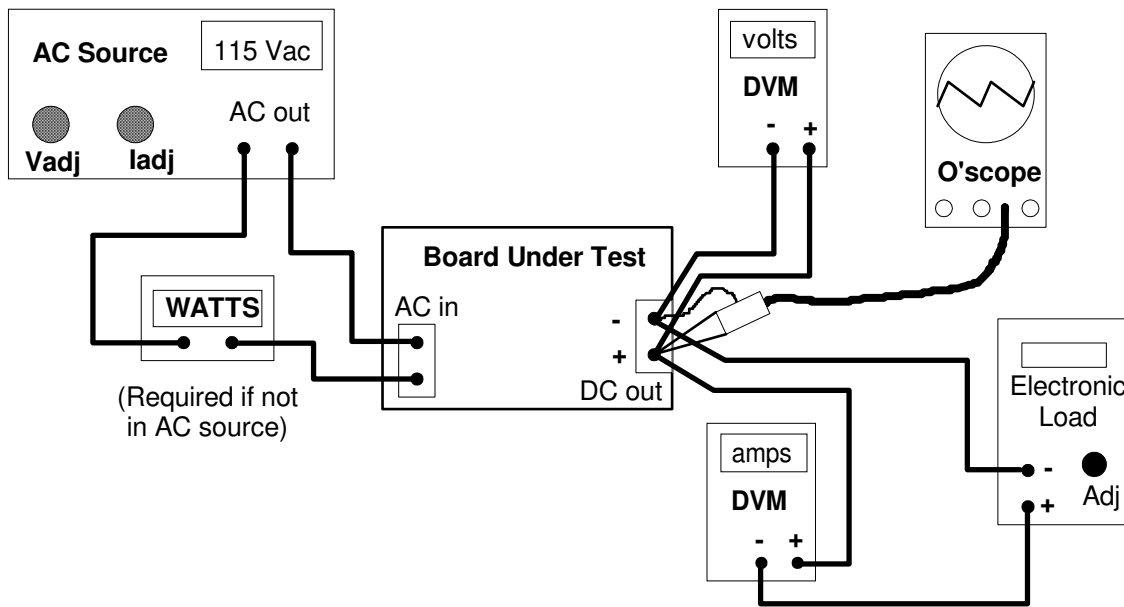 AC Source
115 Vac
AC out
Vadj
Iadj
volts
DVM
- +
O'scope
Board Under Test
WATTS
AC in
-
+
DC out
(Required if not
in AC source)
Electronic
Load
-
+
Adj
amps
DVM
- +